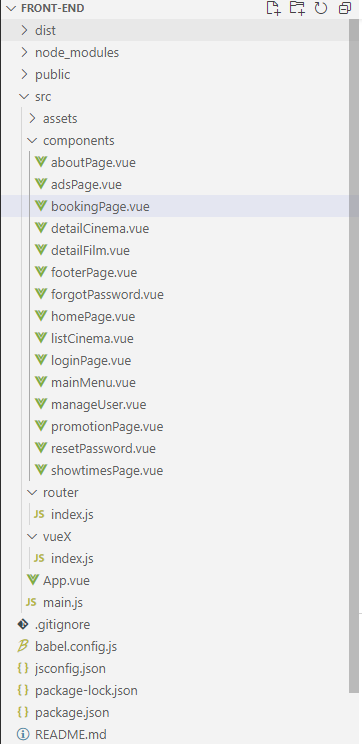 FRONT-END
dist
node_modules
public
src
assets
components
aboutPage.vue
adsPage.vue
bookingPage.vue
detailCinema.vue
detailFilm.vue
footerPage.vue
forgotPassword.vue
homePage.vue
listCinema.vue
loginPage.vue
mainMenu.vue
manageUser.vue
promotionPage.vue
resetPassword.vue
showtimesPage.vue
router
JS index.js
vueX
JS index.js
App.vue
JS main.js
.gitignore
babel.config.js
{ } jsconfig.json
{ } package-lock.json
{ } package.json
README.md